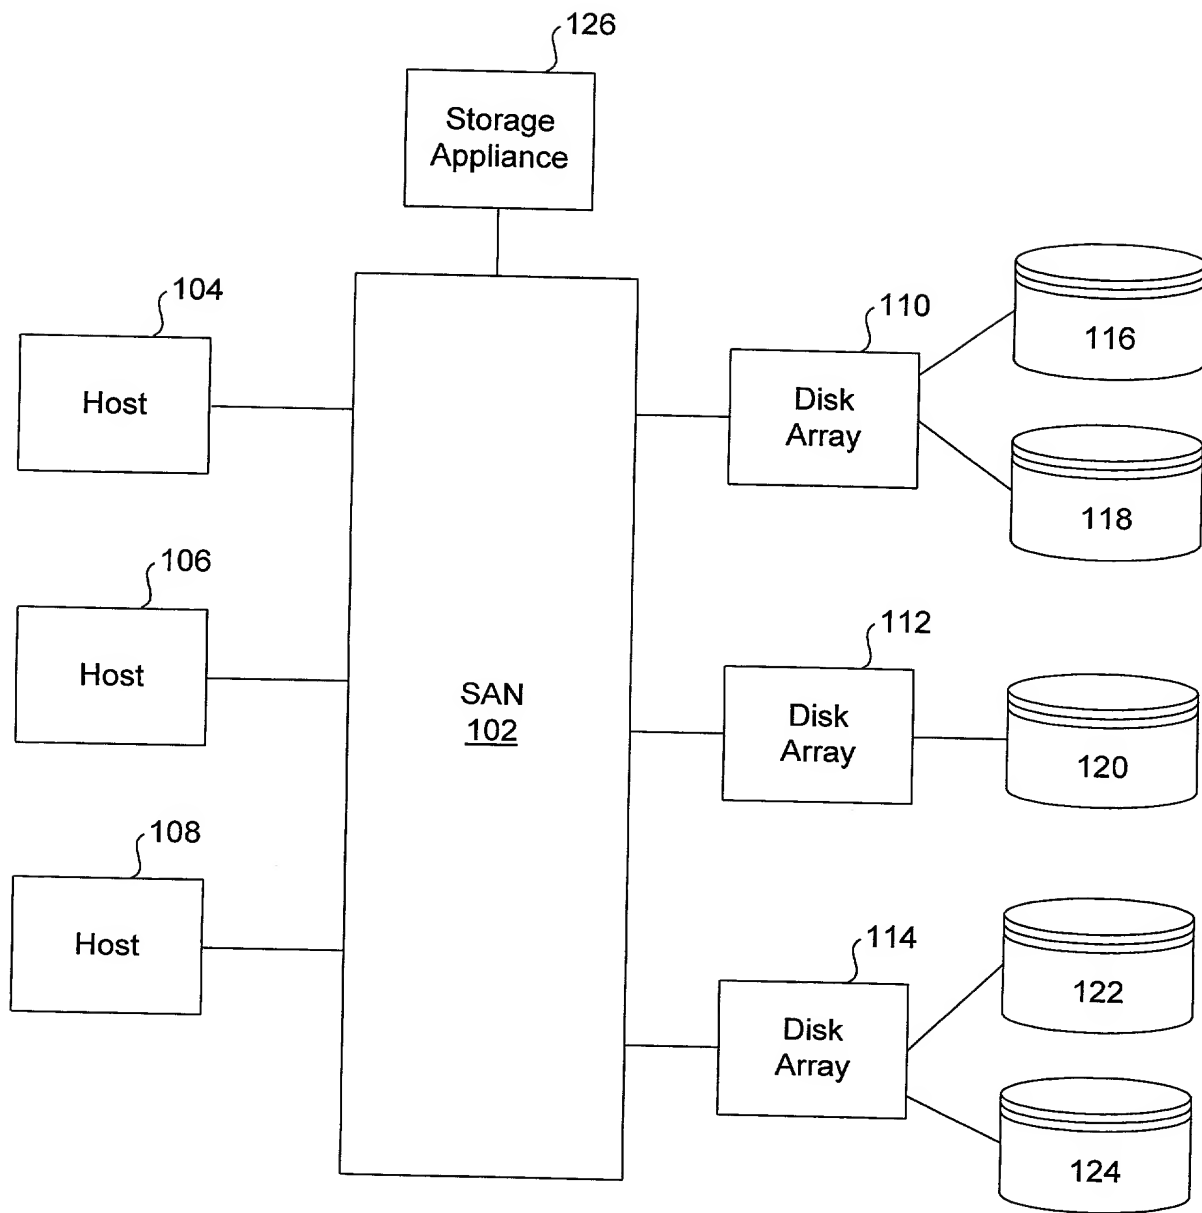 126
Storage
Appliance
104
Host
110
Disk
Array
116
118
106
Host
SAN
102
112
Disk
Array
120
108
Host
114
Disk
Array
122
124